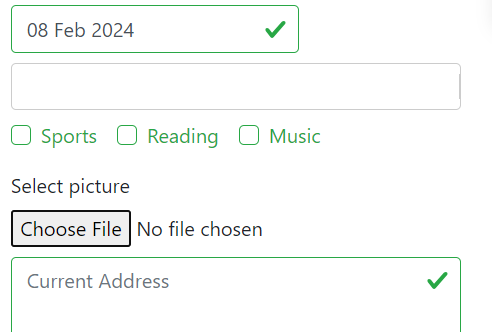 08 Feb 2024
Sports Reading Music
Select picture
Choose File No file chosen
Current Address